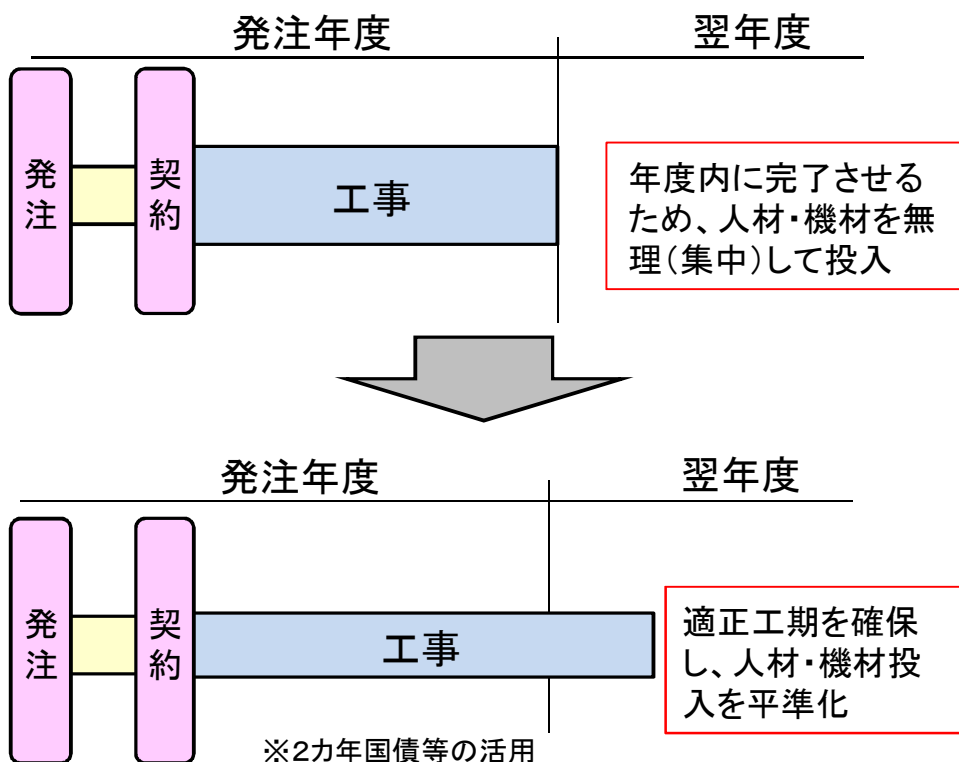 発注年度 翌年度
発注
契約
工事
年度内に完了させる
ため、人材・機材を無
理(集中)して投入
発注年度 翌年度
発注
契約
工事
適正工期を確保
し、人材・機材投
入を平準化
※2カ年国債等の活用